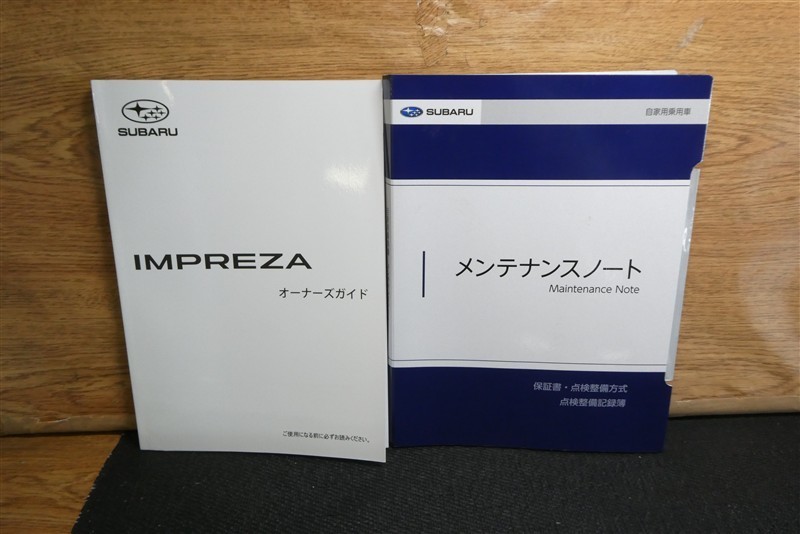 SUBARU
IMPREZA
オーナーズガイド
ご使用になる前に必ずお読みください。
SUBARU
自家用乗用車
メンテナンスノート
Maintenance Note
保証書・点検整備方式
点検整備記録簿